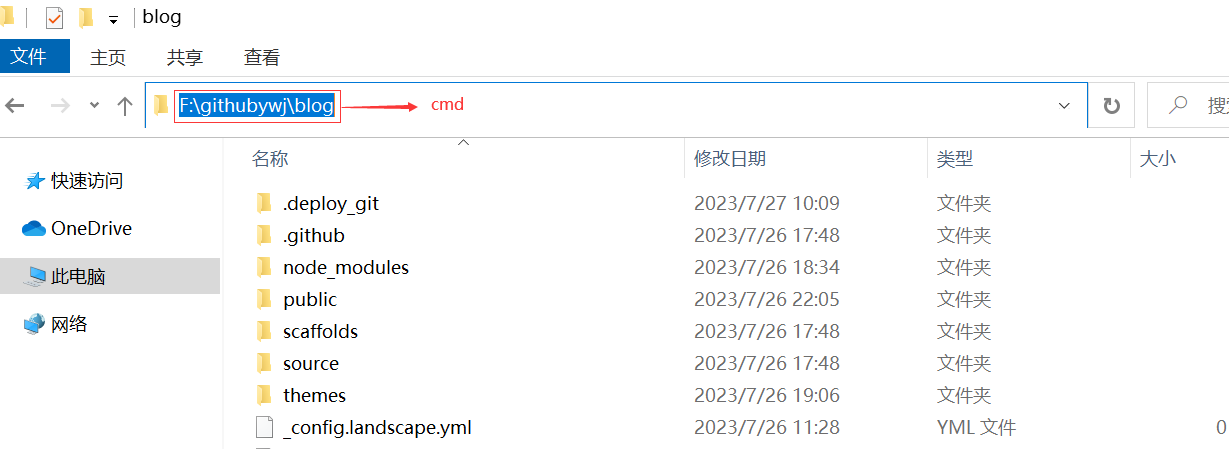 blog
文件 主页 共享 查看
F:\githubywj\blog cmd 搜
名称 修改日期 类型 大小
快速访问
OneDrive
此电脑
网络
.deploy_git 2023/7/27 10:09 文件夹
.github 2023/7/26 17:48 文件夹
node_modules 2023/7/26 18:34 文件夹
public 2023/7/26 22:05 文件夹
scaffolds 2023/7/26 17:48 文件夹
source 2023/7/26 17:48 文件夹
themes 2023/7/26 19:06 文件夹
_config.landscape.yml 2023/7/26 11:28 YML 文件 0